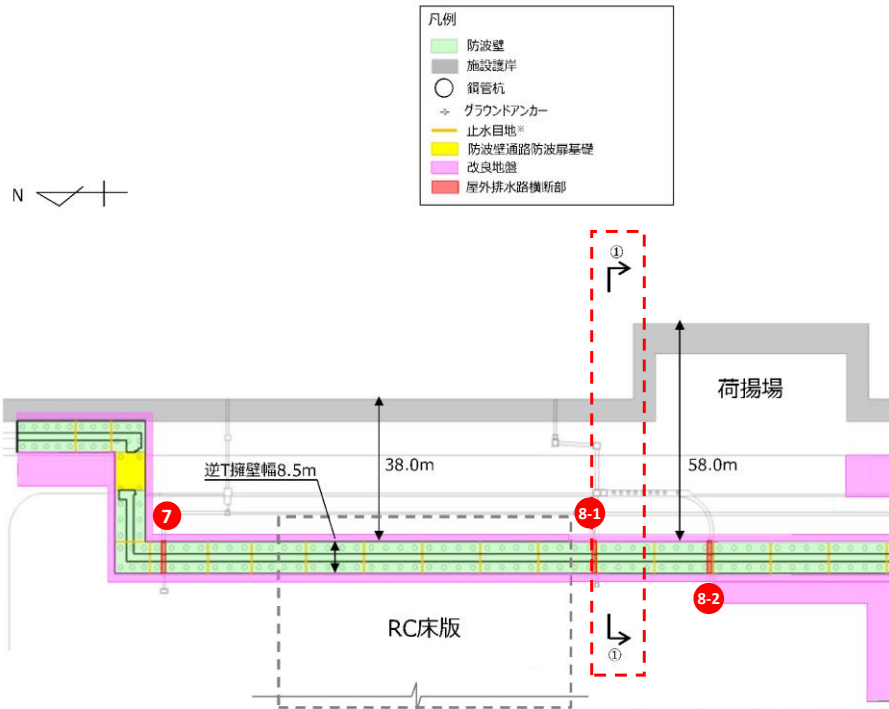 凡例
防波壁
施設護岸
鋼管杭
グラウンドアンカー
止水目地※
防波壁通路防波扉基礎
改良地盤
屋外排水路横断部
N
①
荷揚場
逆T擁壁幅8.5m
38.0m
58.0m
7
8-1
8-2
RC床版
①